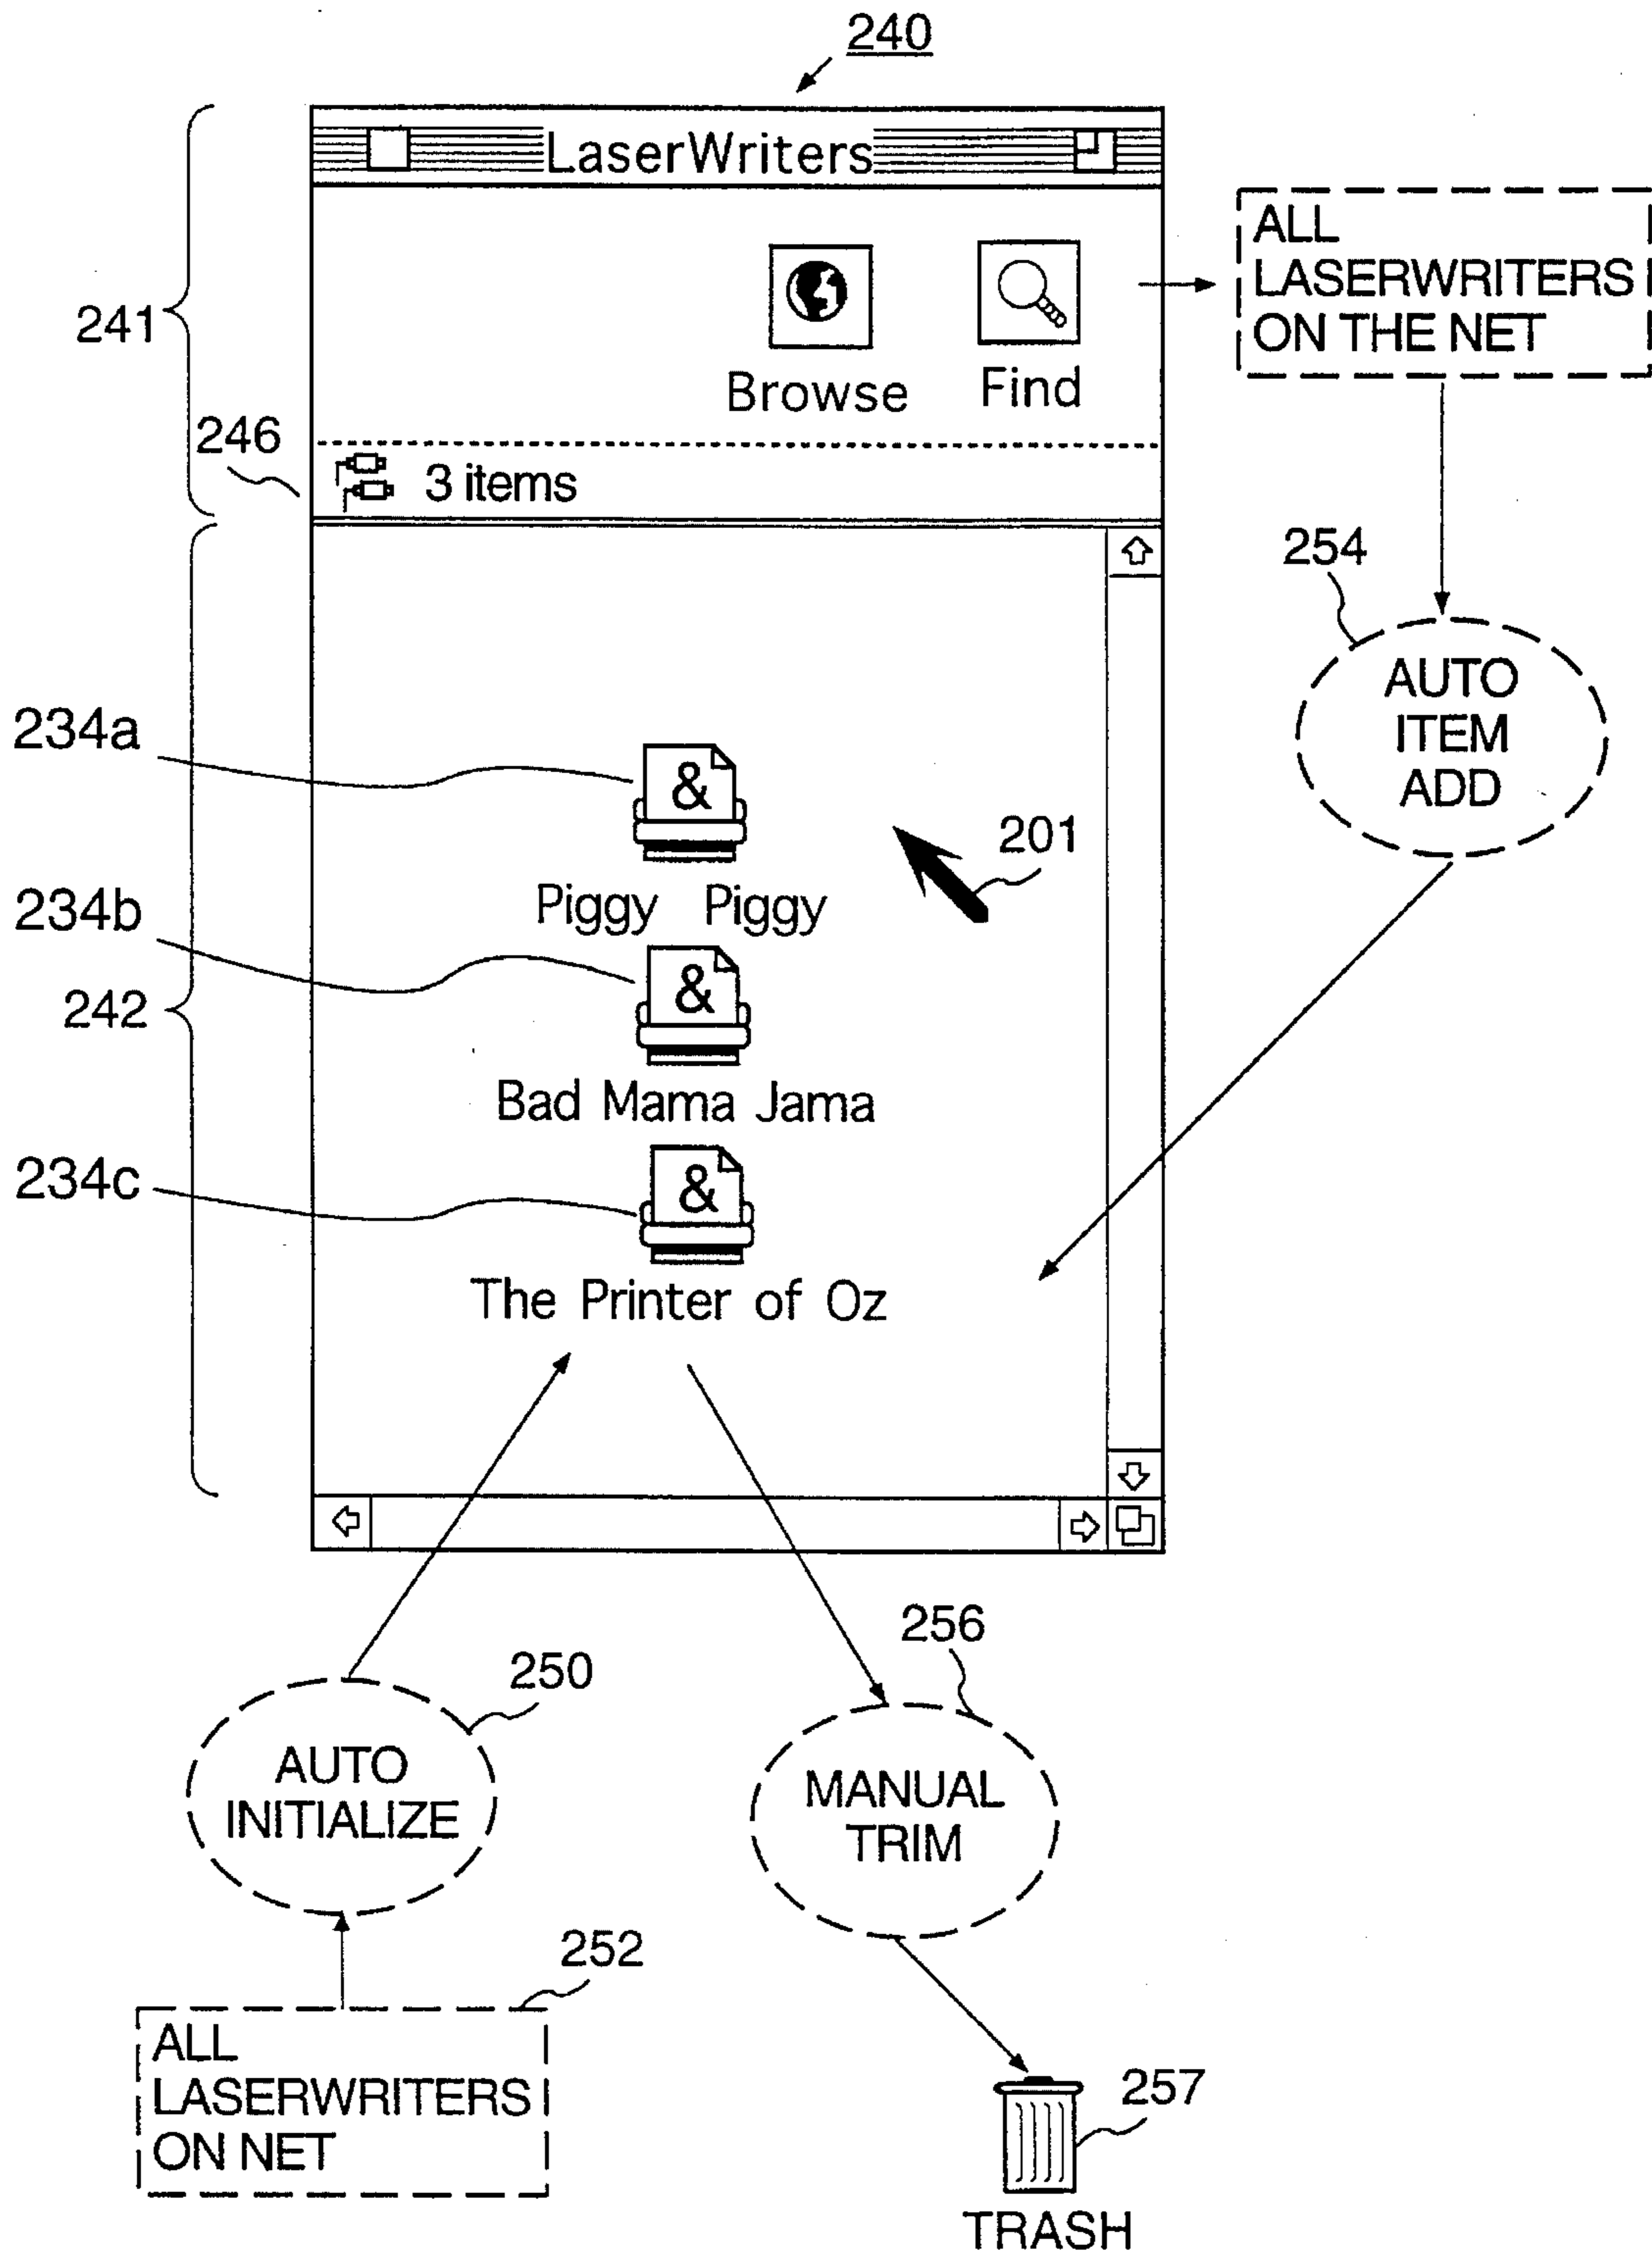 240
LaserWriters
ALL
LASERWRITERS
ON THE NET
241
Browse
Find
246
3 items
254
AUTO
ITEM
ADD
234a
&
201
Piggy Piggy
234b
&
242
Bad Mama Jama
234c
&
The Printer of Oz
256
250
AUTO
INITIALIZE
MANUAL
TRIM
252
ALL
LASERWRITERS
ON NET
257
TRASH